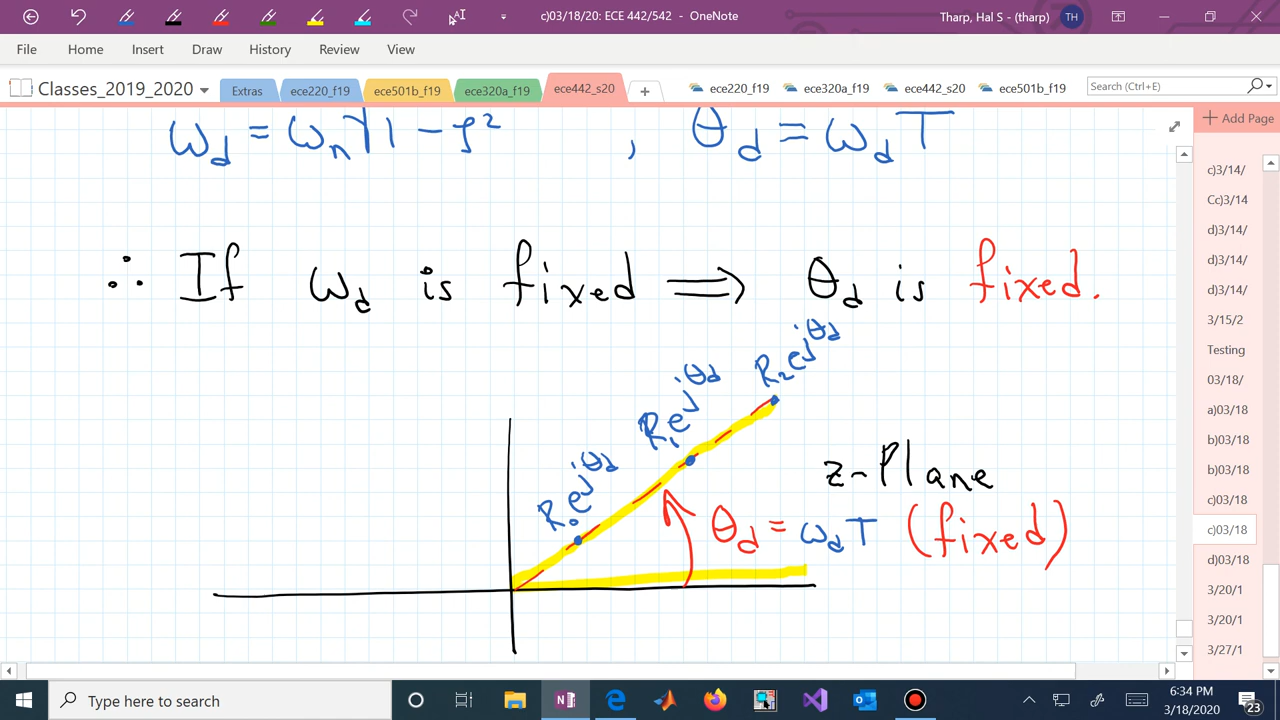 c)03/18/20: ECE 442/542 - OneNote
Tharp, Hal S - (tharp) TH
File Home Insert Draw History Review View
Classes_2019_2020 Extras ece220_f19 ece501b_f19 ece320a_f19 ece442_s20 + ece220_f19 ece320a_f19 ece442_s20 ece501b_f19 Search (Ctrl+E)
+ Add Page
ω_d = ω_n √1 - ζ² , θ_d = ω_d T
∴ If ω_d is fixed ⟹ θ_d is fixed.
R₂e^jθ_d
R₁e^jθ_d
R₀e^jθ_d
z-Plane
θ_d = ω_d T (fixed)
c)3/14/
Cc)3/14
d)3/14/
d)3/14/
d)3/14/
3/15/2
Testing
03/18/
a)03/18
b)03/18
b)03/18
c)03/18
c)03/18
d)03/18
3/20/1
3/20/1
3/27/1
Type here to search
6:34 PM
3/18/2020
23